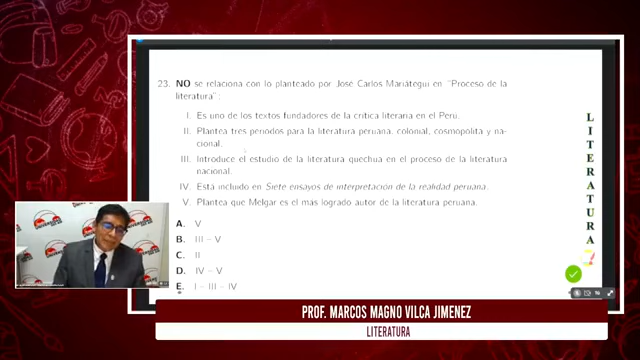 23. NO se relaciona con lo planteado por José Carlos Mariátegui en "Proceso de la
literatura":
I. Es uno de los textos fundadores de la crítica literaria en el Perú.
II. Plantea tres períodos para la literatura peruana: colonial, cosmopolita y na-
cional.
III. Introduce el estudio de la literatura quechua en el proceso de la literatura
nacional.
IV. Está incluido en Siete ensayos de interpretación de la realidad peruana.
V. Plantea que Melgar es el más logrado autor de la literatura peruana.
A. V
B. III – V
C. II
D. IV – V
E. I – III – IV
LITERATURA
PROF. MARCOS MAGNO VILCA JIMENEZ
LITERATURA